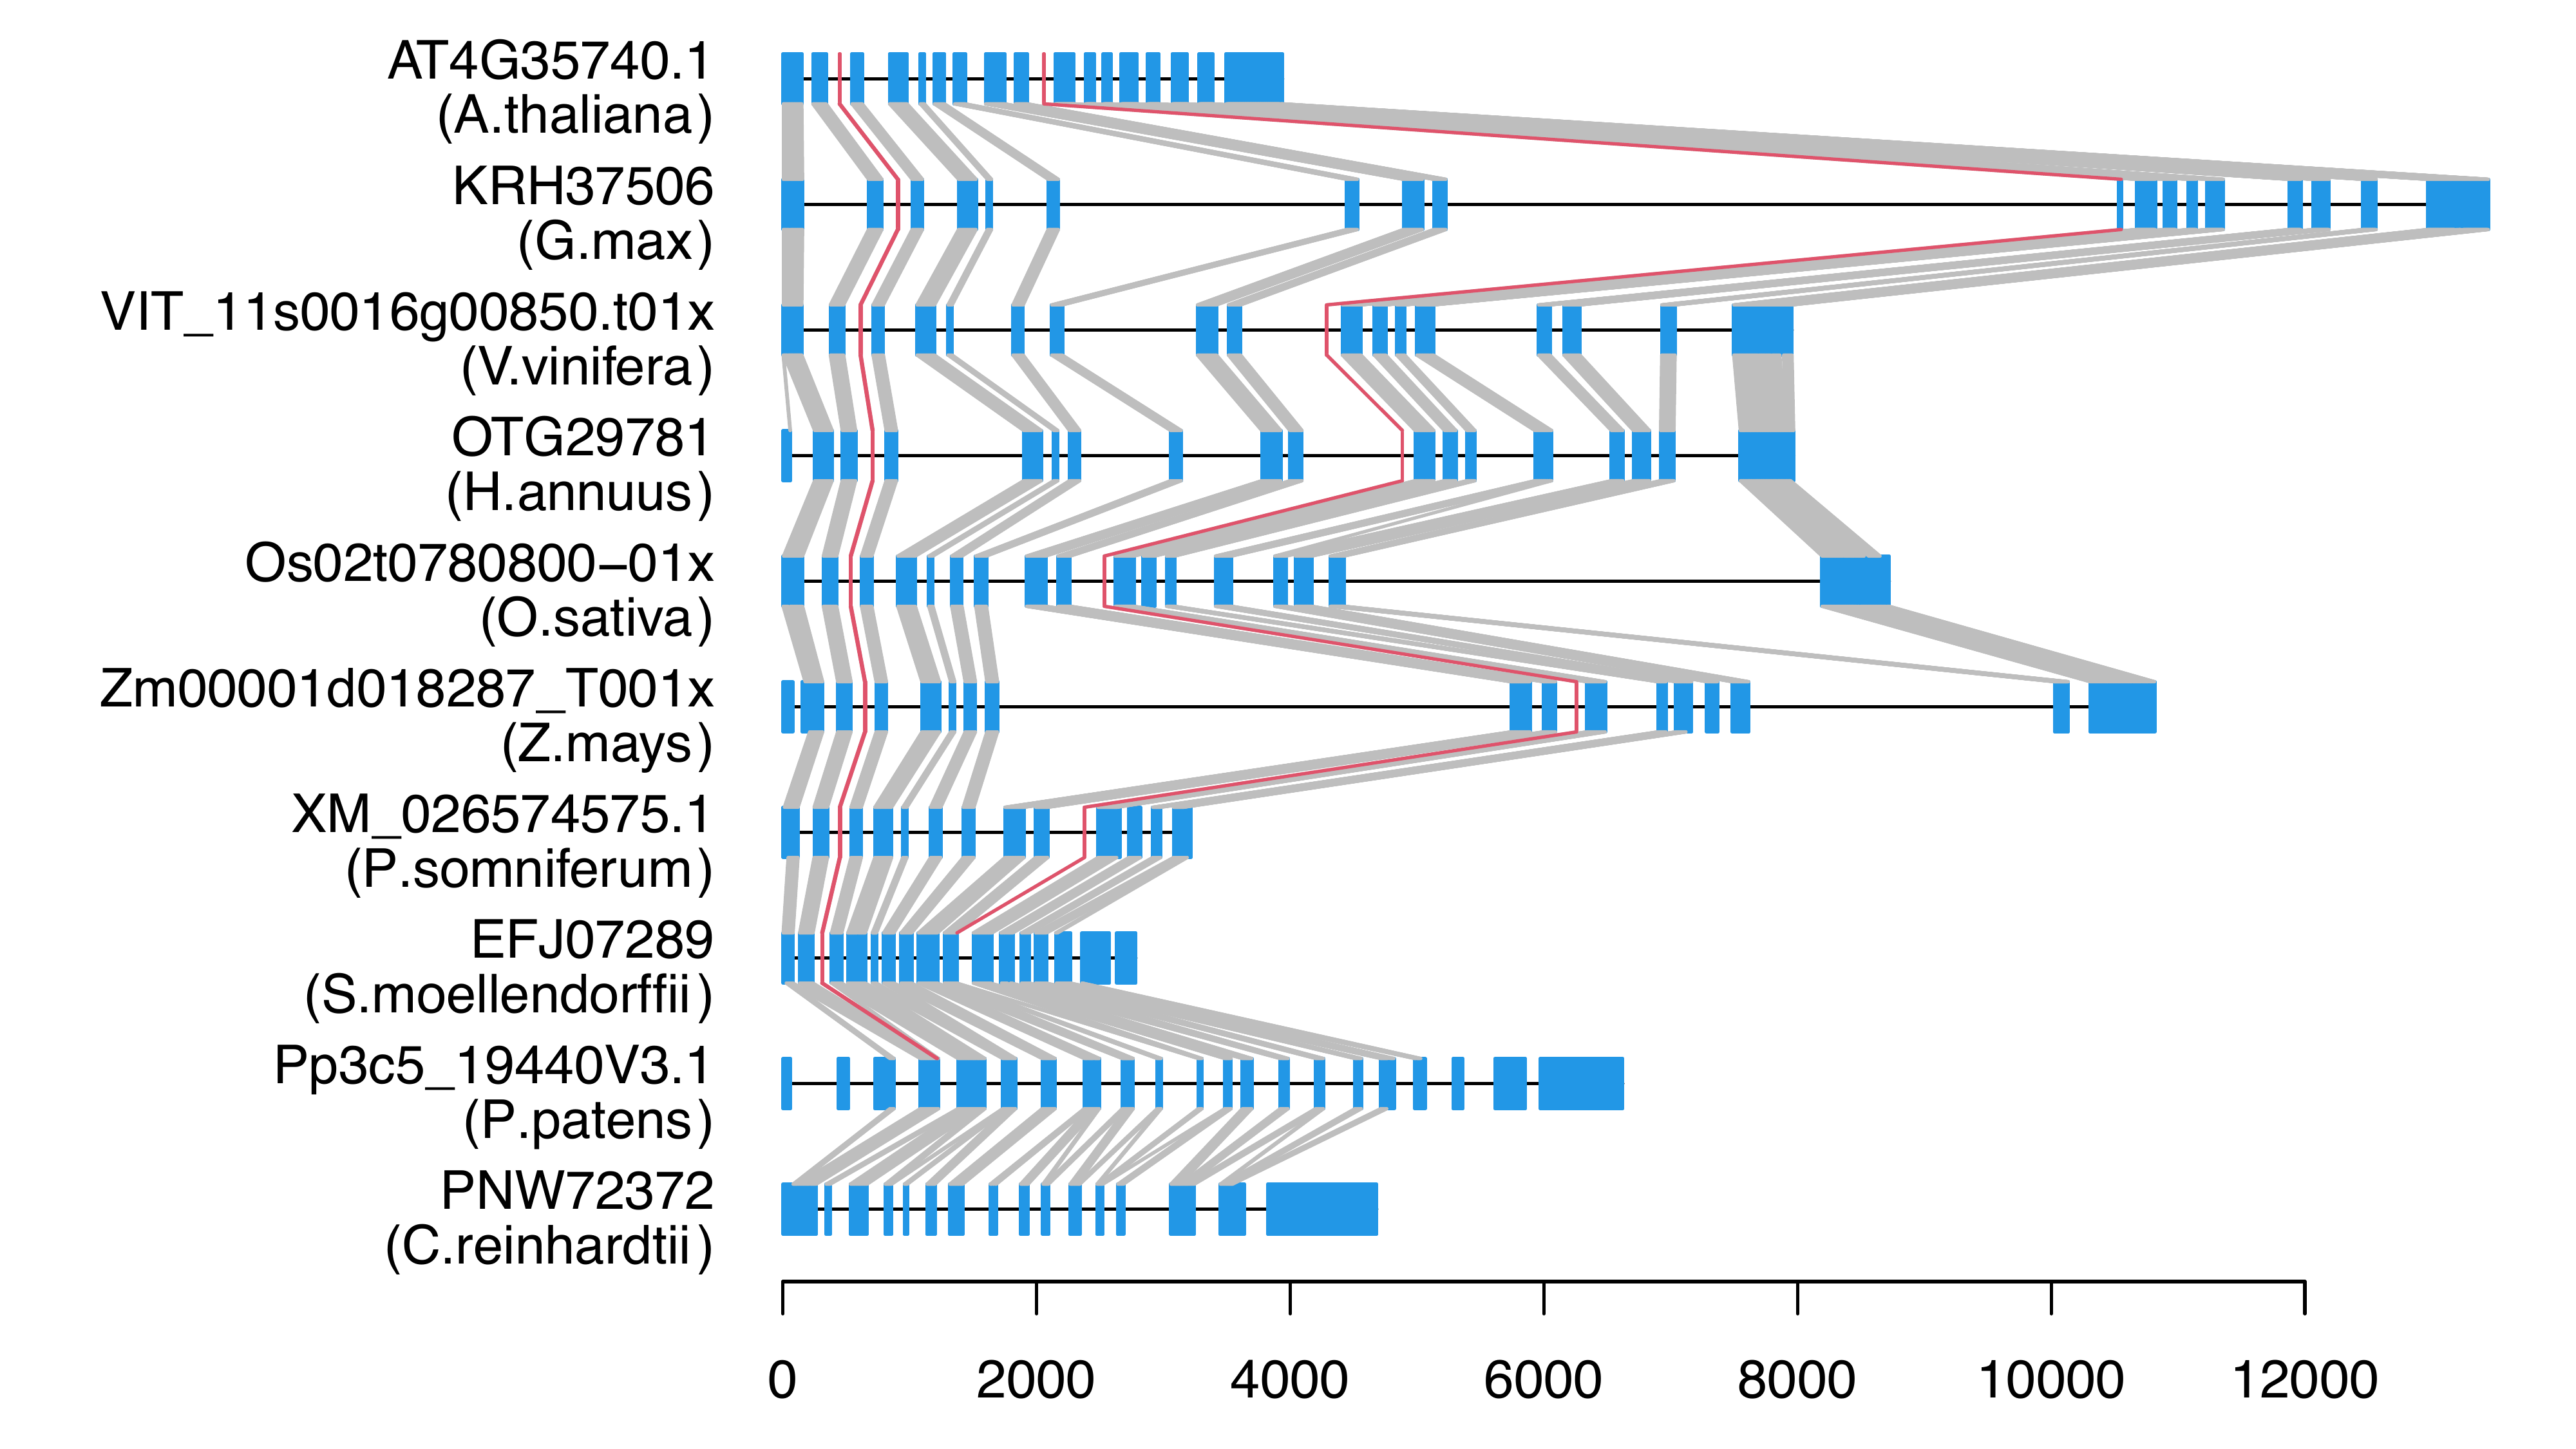 AT4G35740.1
(A.thaliana)
KRH37506
(G.max)
VIT_11s0016g00850.t01x
(V.vinifera)
OTG29781
(H.annuus)
Os02t0780800−01x
(O.sativa)
Zm00001d018287_T001x
(Z.mays)
XM_026574575.1
(P.somniferum)
EFJ07289
(S.moellendorffii)
Pp3c5_19440V3.1
(P.patens)
PNW72372
(C.reinhardtii)
0 2000 4000 6000 8000 10000 12000